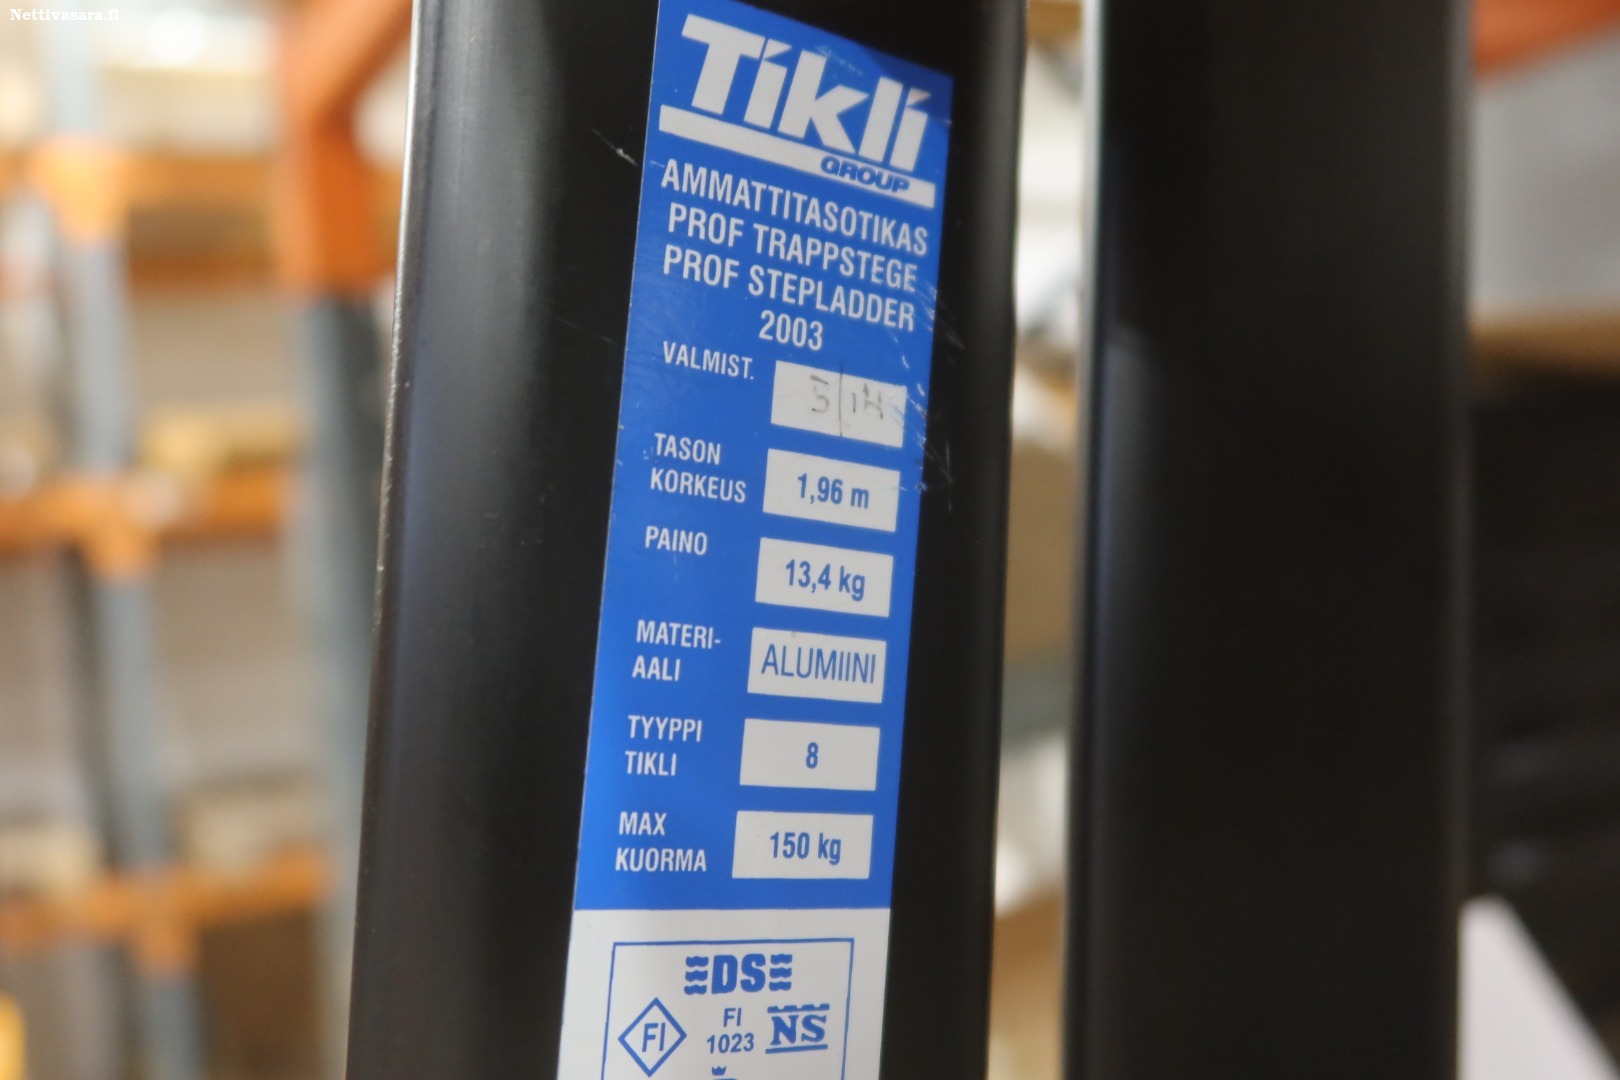 Nettivasara.fi
Tikli
GROUP
AMMATTITASOTIKAS
PROF TRAPPSTEGE
PROF STEPLADDER
2003
VALMIST. 5/14
TASON
KORKEUS 1,96 m
PAINO 13,4 kg
MATERI-
AALI ALUMIINI
TYYPPI
TIKLI 8
MAX
KUORMA 150 kg
EDSE
FI FI NS
1023